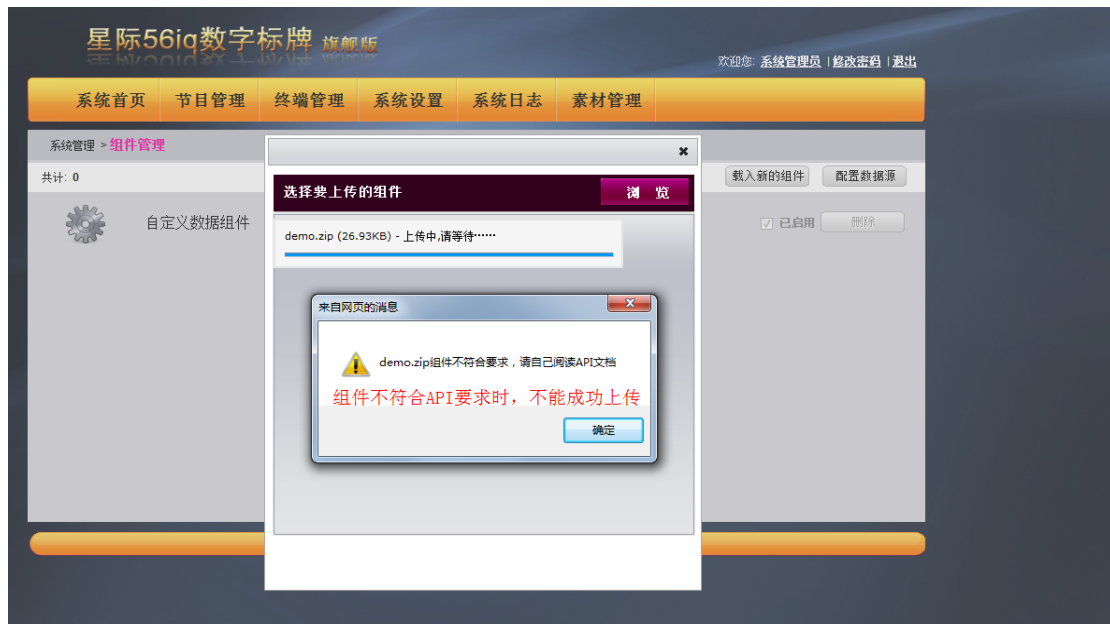 星际56iq数字标牌 旗舰版
欢迎您: 系统管理员 | 修改密码 | 退出
系统首页 节目管理 终端管理 系统设置 系统日志 素材管理
系统管理 > 组件管理
共计: 0
载入新的组件 配置数据源
选择要上传的组件 浏 览
自定义数据组件
已启用 删除
demo.zip (26.93KB) - 上传中,请等待······
来自网页的消息
demo.zip组件不符合要求，请自己阅读API文档
组件不符合API要求时，不能成功上传
确定